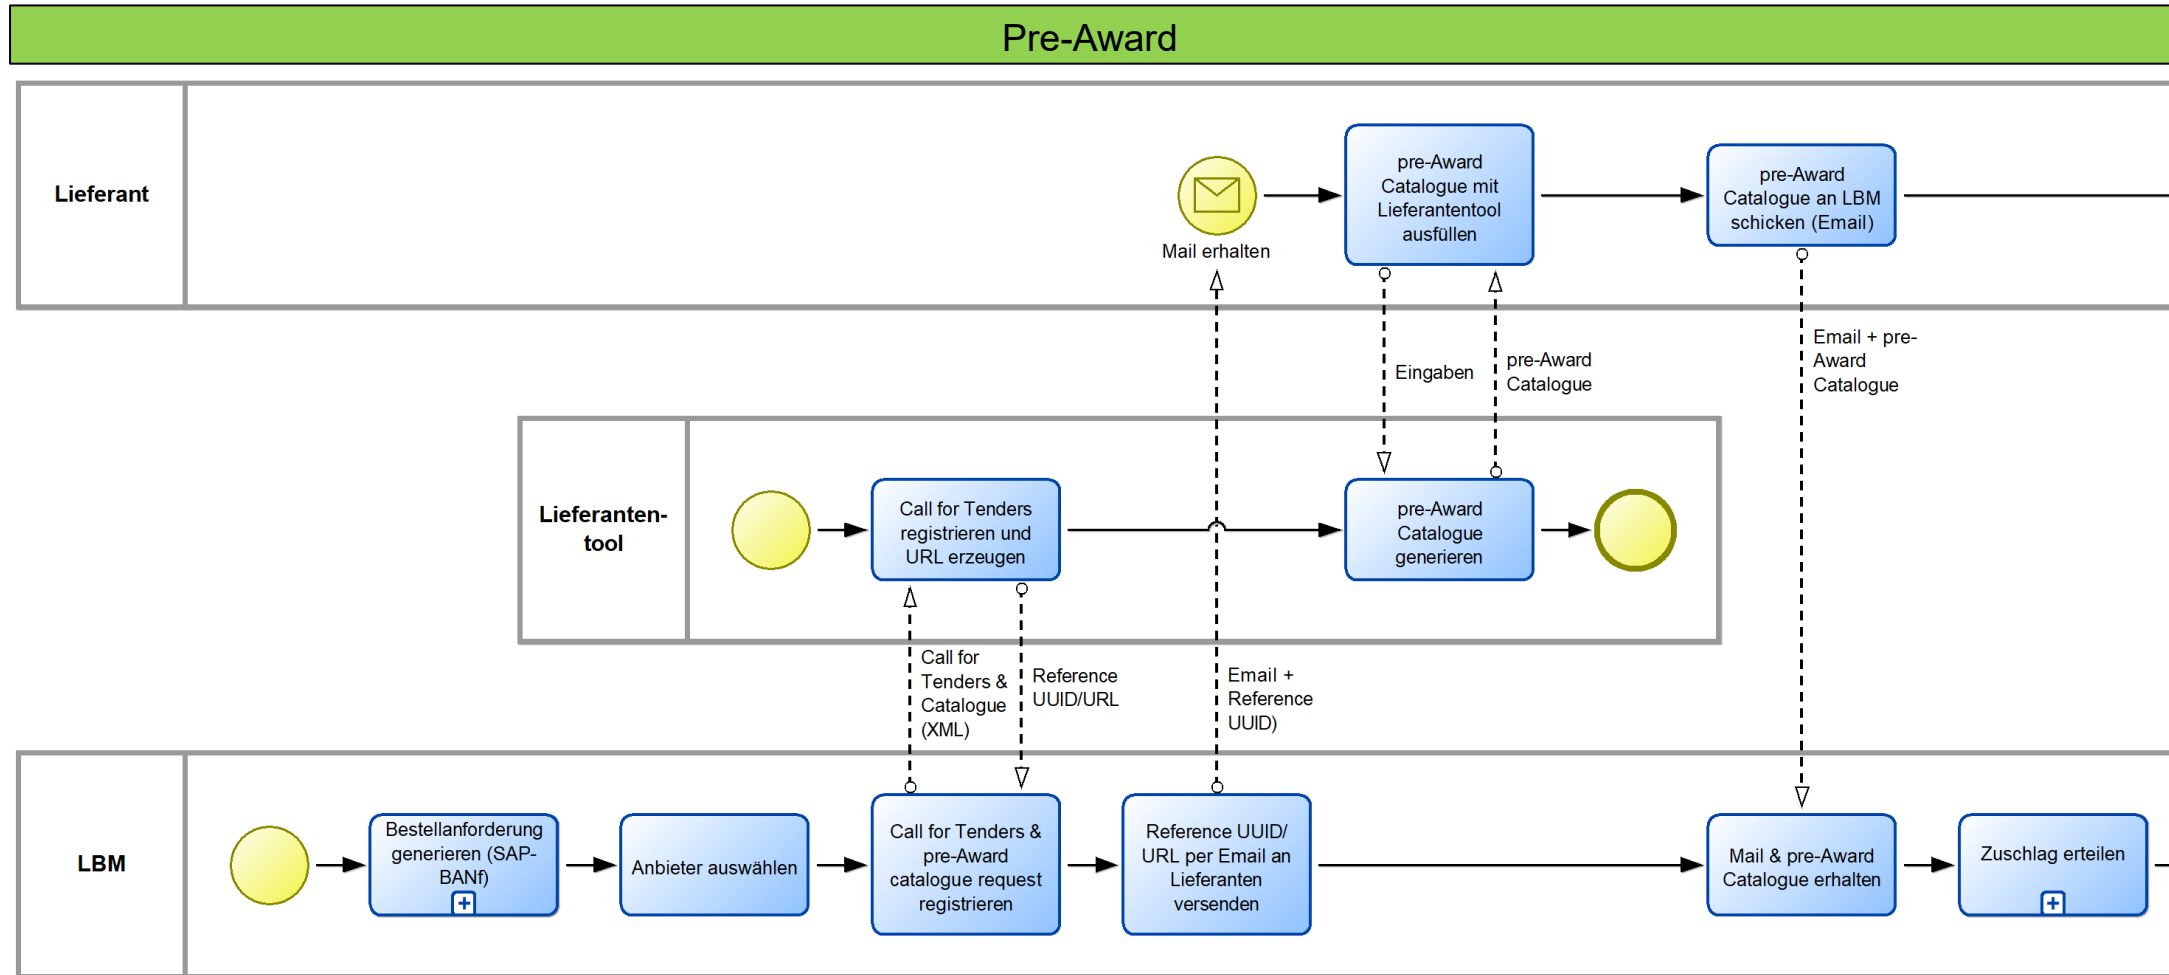 Pre-Award
Lieferant
Mail erhalten
pre-Award
Catalogue mit
Lieferantentool
ausfüllen
pre-Award
Catalogue an LBM
schicken (Email)
Eingaben
pre-Award
Catalogue
Email + pre-
Award
Catalogue
Lieferanten-
tool
Call for Tenders
registrieren und
URL erzeugen
pre-Award
Catalogue
generieren
Call for
Tenders &
Catalogue
(XML)
Reference
UUID/URL
Email +
Reference
UUID)
LBM
Bestellanforderung
generieren (SAP-
BANf)
Anbieter auswählen
Call for Tenders &
pre-Award
catalogue request
registrieren
Reference UUID/
URL per Email an
Lieferanten
versenden
Mail & pre-Award
Catalogue erhalten
Zuschlag erteilen